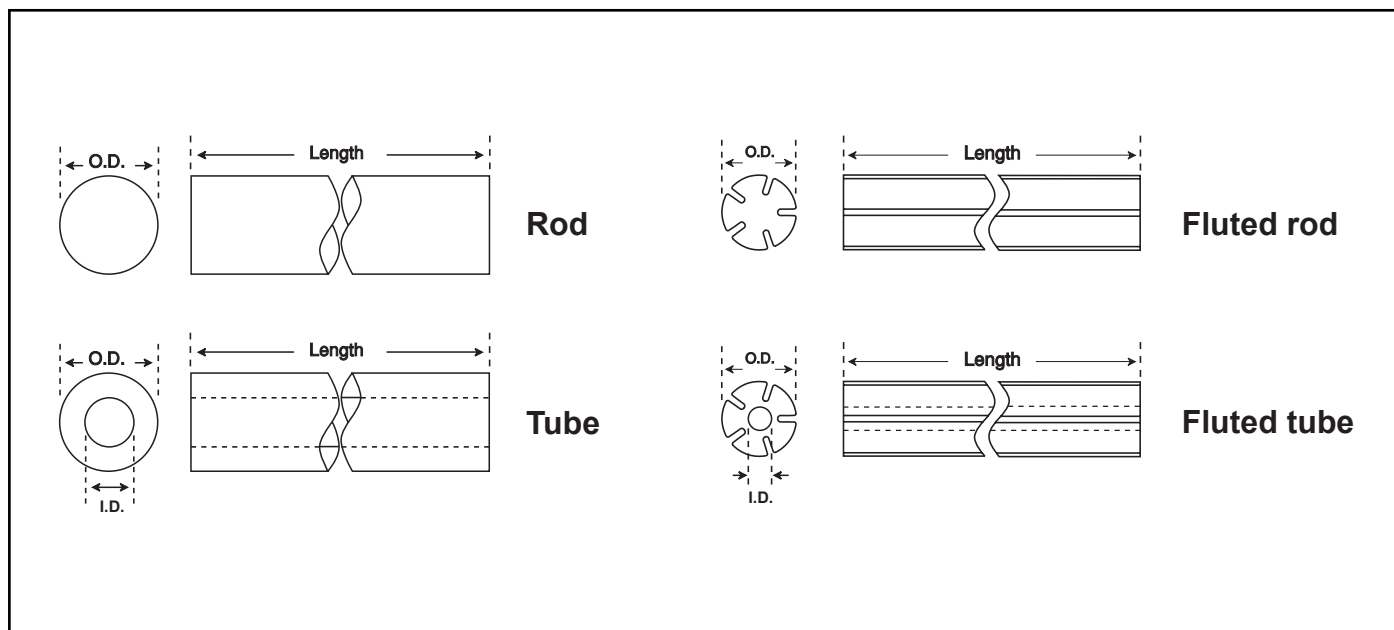 O.D.
Length
Rod
O.D.
Length
Fluted rod
O.D.
Length
Tube
I.D.
O.D.
Length
Fluted tube
I.D.